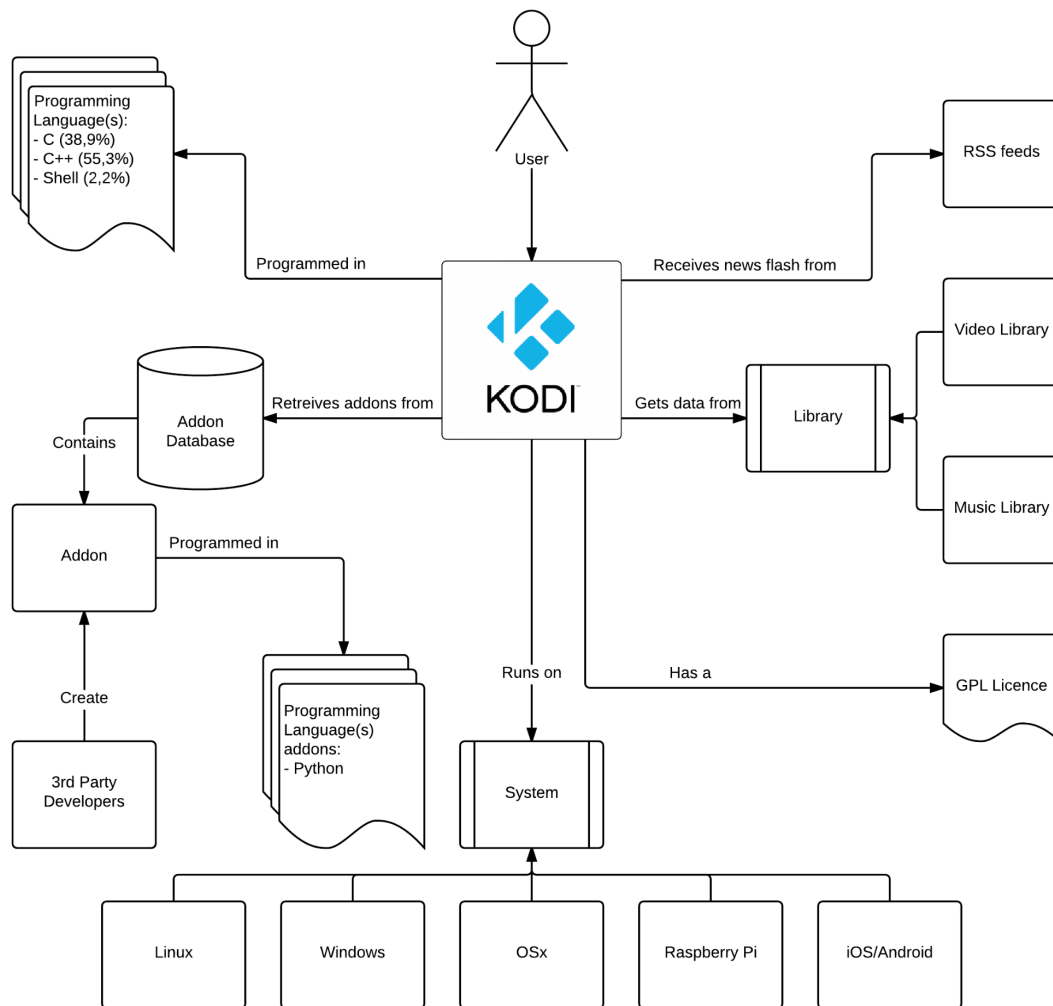 User
Programming
Language(s):
- C (38,9%)
- C++ (55,3%)
- Shell (2,2%)
RSS feeds
Programmed in
Receives news flash from
KODI
Video Library
Retreives addons from
Gets data from
Addon
Database
Library
Contains
Music Library
Addon
Programmed in
Create
Runs on
Has a
GPL Licence
Programming
Language(s)
addons:
- Python
3rd Party
Developers
System
Linux
Windows
OSx
Raspberry Pi
iOS/Android